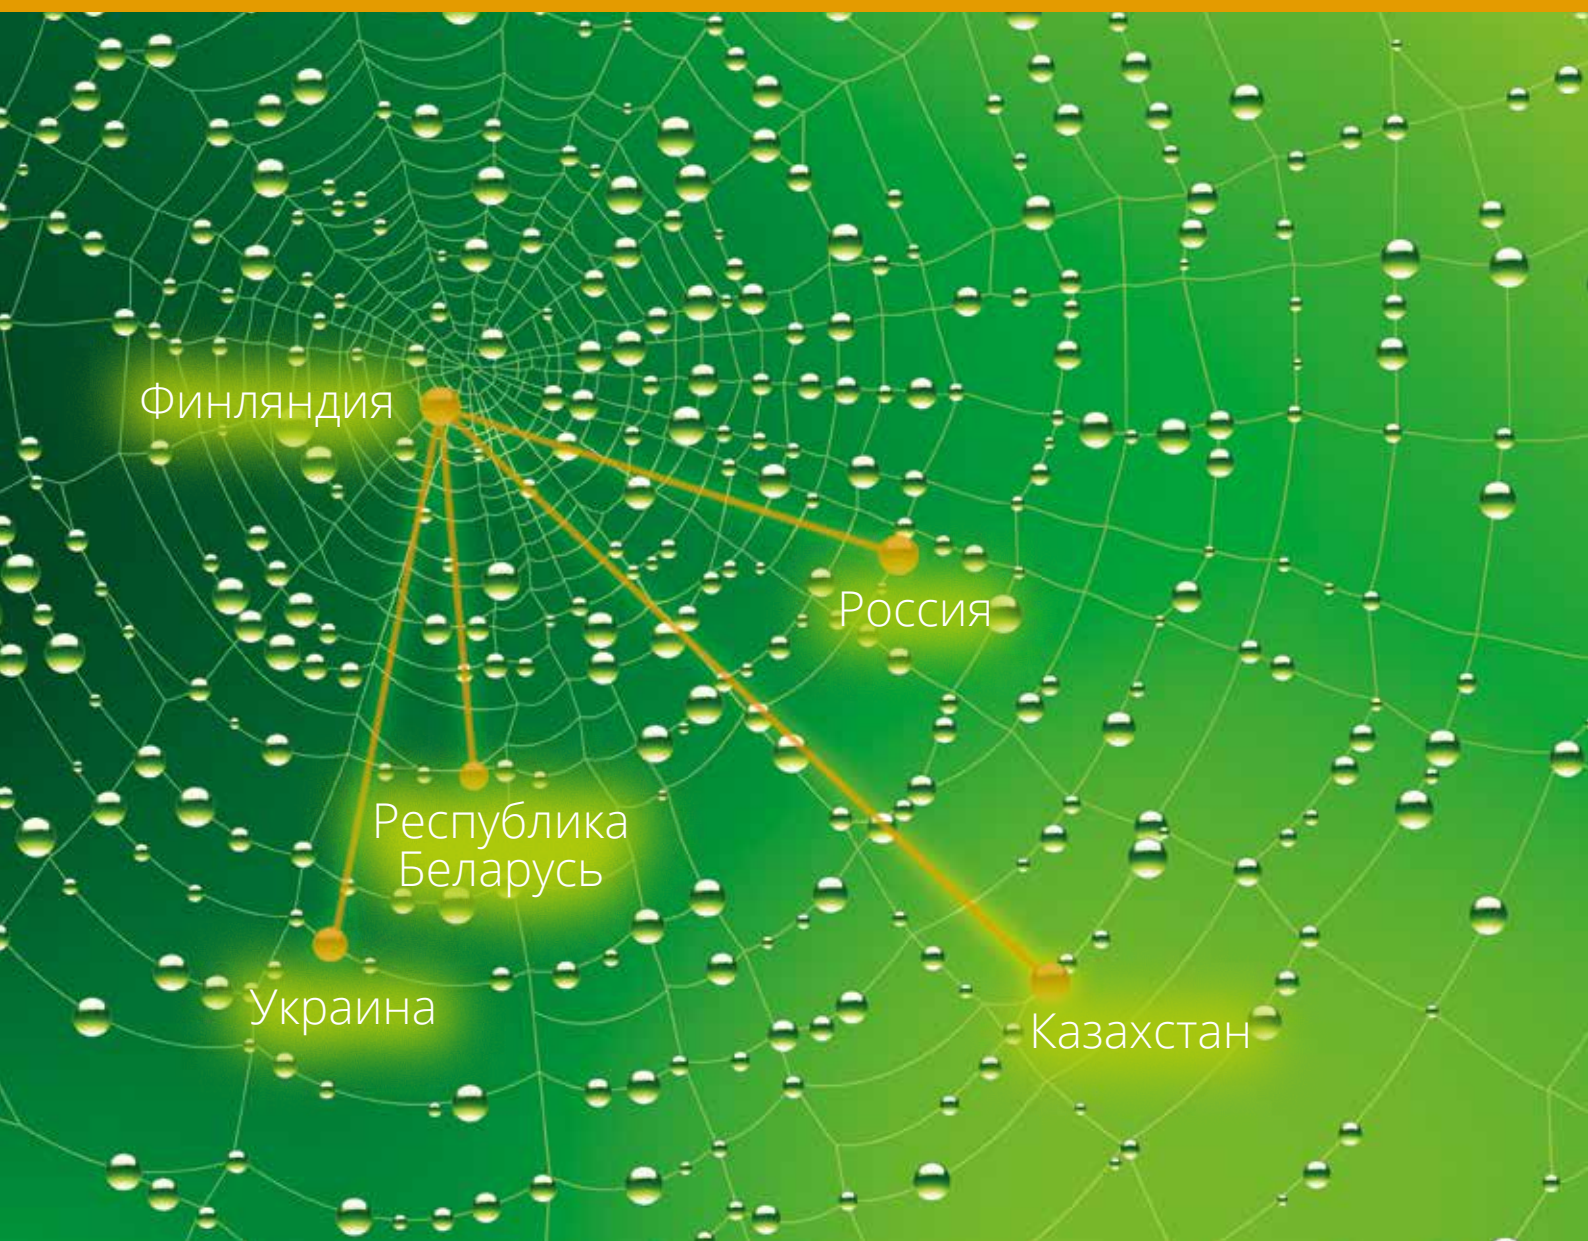 Финляндия
Россия
Республика
Беларусь
Украина
Казахстан